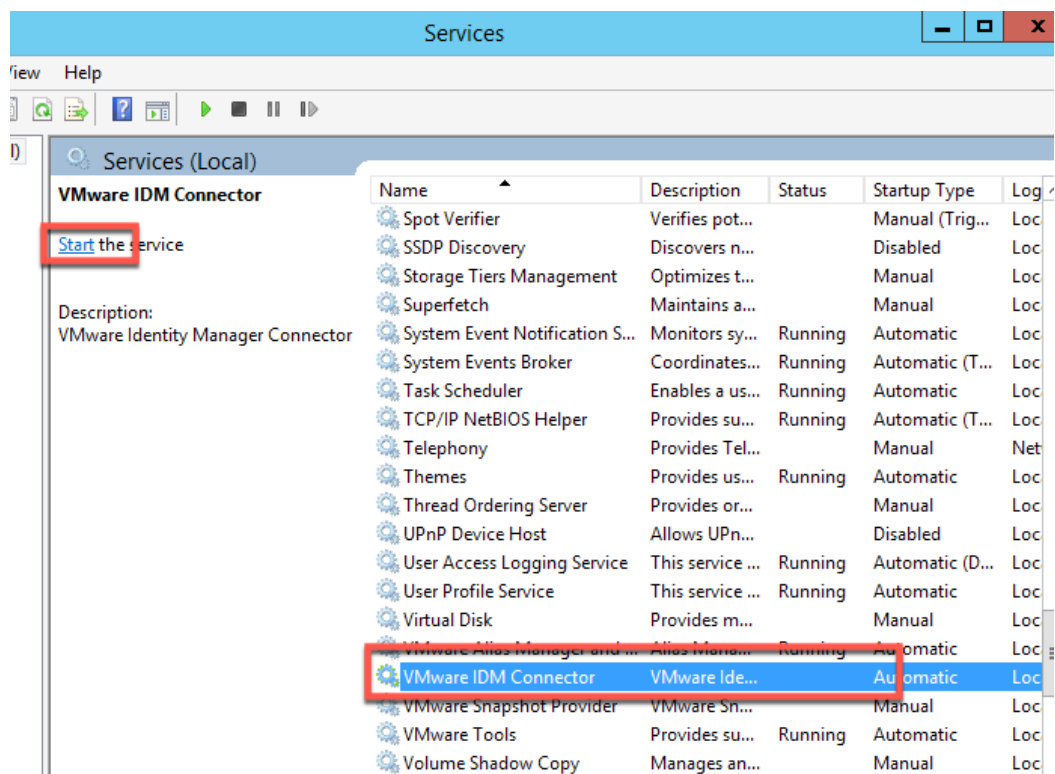 Services
View Help
Services (Local)
VMware IDM Connector
Start the service
Description:
VMware Identity Manager Connector
Name Description Status Startup Type Log
Spot Verifier Verifies pot... Manual (Trig... Loc
SSDP Discovery Discovers n... Disabled Loc
Storage Tiers Management Optimizes t... Manual Loc
Superfetch Maintains a... Manual Loc
System Event Notification S... Monitors sy... Running Automatic Loc
System Events Broker Coordinates... Running Automatic (T... Loc
Task Scheduler Enables a us... Running Automatic Loc
TCP/IP NetBIOS Helper Provides su... Running Automatic (T... Loc
Telephony Provides Tel... Manual Net
Themes Provides us... Running Automatic Loc
Thread Ordering Server Provides or... Manual Loc
UPnP Device Host Allows UPn... Disabled Loc
User Access Logging Service This service ... Running Automatic (D... Loc
User Profile Service This service ... Running Automatic Loc
Virtual Disk Provides m... Manual Loc
VMware Alias Manager and ... Alias Mana... Running Automatic Loc
VMware IDM Connector VMware Ide... Automatic Loc
VMware Snapshot Provider VMware Sn... Manual Loc
VMware Tools Provides su... Running Automatic Loc
Volume Shadow Copy Manages an... Manual Loc